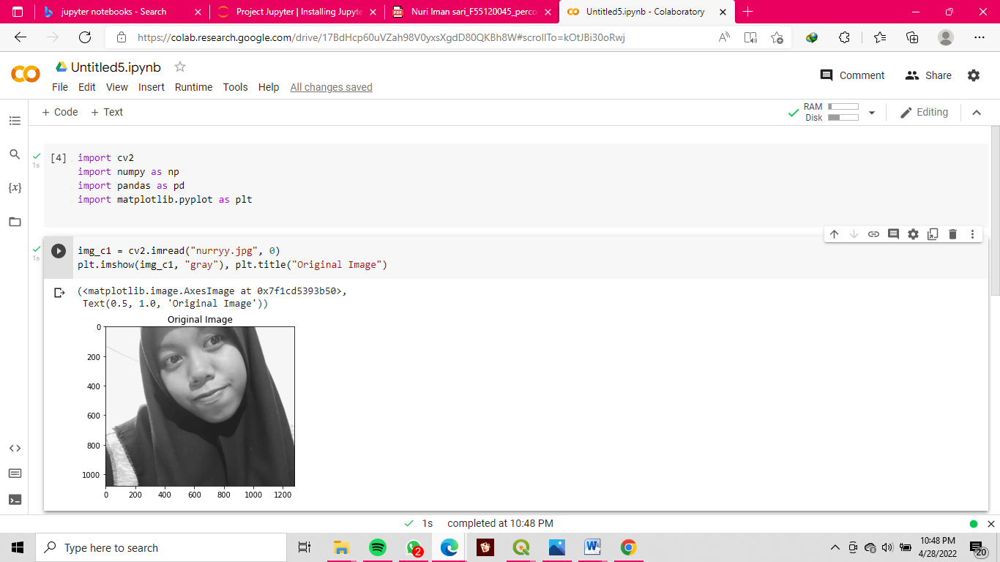 jupyter notebooks - Search
Project Jupyter | Installing Jupyte
Nuri Iman sari_F55120045_perco
Untitled5.ipynb - Colaboratory
https://colab.research.google.com/drive/17BdHcp60uVZah98V0yxsXgdD80QKBh8W#scrollTo=kOtJBi30oRwj
Untitled5.ipynb
Comment
Share
File Edit View Insert Runtime Tools Help All changes saved
+ Code + Text
RAM
Disk
Editing
[4] import cv2
1s
import numpy as np
import pandas as pd
import matplotlib.pyplot as plt
img_c1 = cv2.imread("nurryy.jpg", 0)
1s
plt.imshow(img_c1, "gray"), plt.title("Original Image")
(<matplotlib.image.AxesImage at 0x7f1cd5393b50>,
Text(0.5, 1.0, 'Original Image'))
Original Image
0
200
400
600
800
1000
0 200 400 600 800 1000 1200
1s completed at 10:48 PM
Type here to search
2
10:48 PM
4/28/2022
20